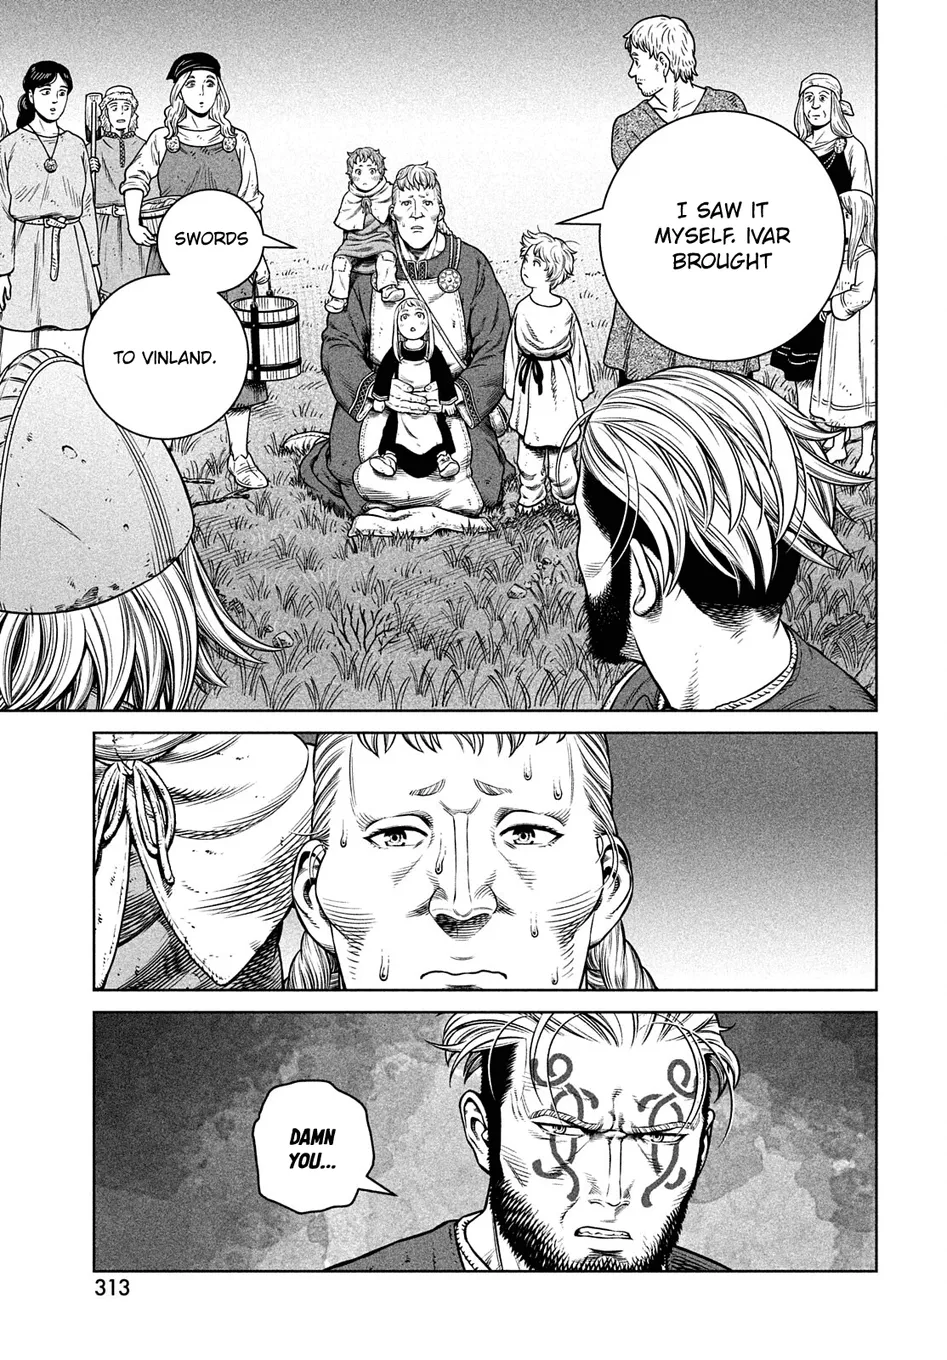 I SAW IT
MYSELF. IVAR
BROUGHT
SWORDS
TO VINLAND.
DAMN
YOU...
313